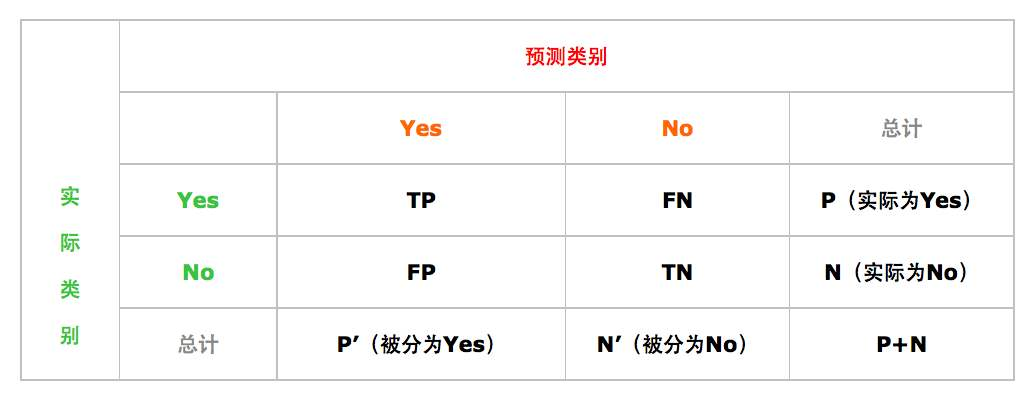 预测类别
Yes No 总计
实际类别
Yes TP FN P（实际为Yes）
No FP TN N（实际为No）
总计 P’（被分为Yes） N’（被分为No） P+N